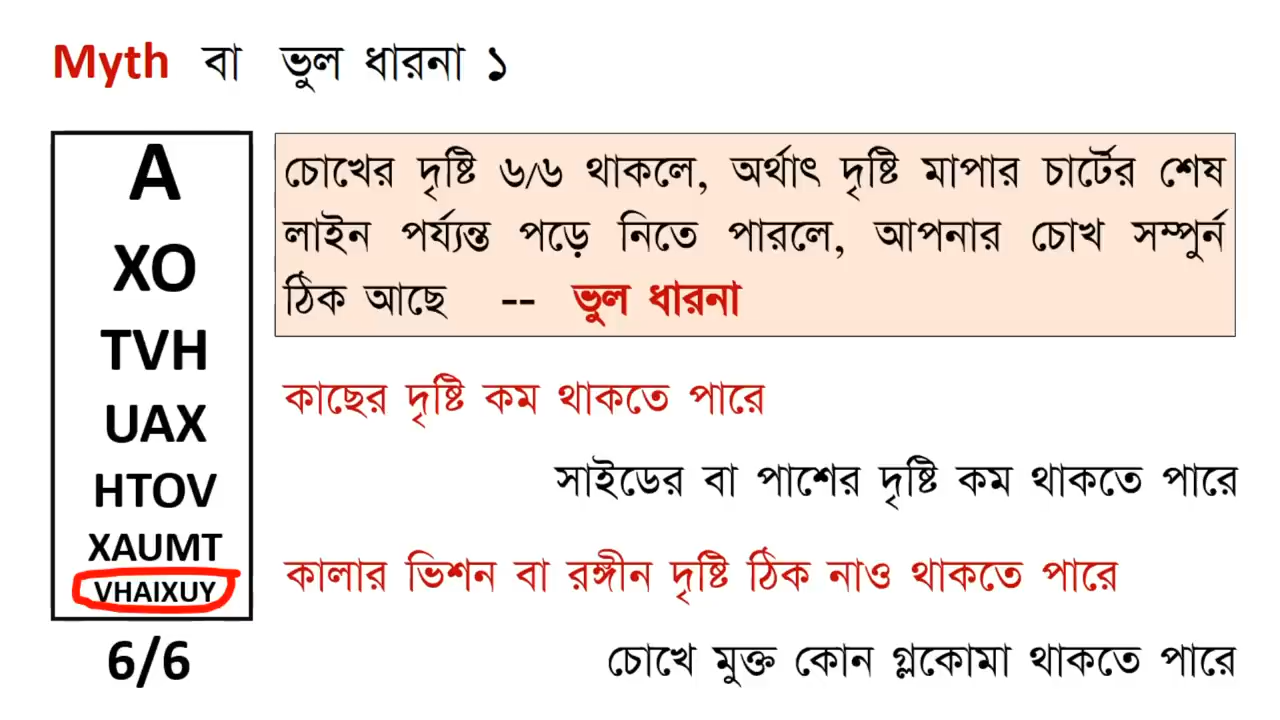 Myth বা ভুল ধারনা ১
A
XO
TVH
UAX
HTOV
XAUMT
VHAIXUY
6/6
চোখের দৃষ্টি ৬/৬ থাকলে, অর্থাৎ দৃষ্টি মাপার চার্টের শেষ
লাইন পর্য্যন্ত পড়ে নিতে পারলে, আপনার চোখ সম্পুর্ন
ঠিক আছে -- ভুল ধারনা
কাছের দৃষ্টি কম থাকতে পারে
সাইডের বা পাশের দৃষ্টি কম থাকতে পারে
কালার ভিশন বা রঙ্গীন দৃষ্টি ঠিক নাও থাকতে পারে
চোখে মুক্ত কোন গ্লকোমা থাকতে পারে